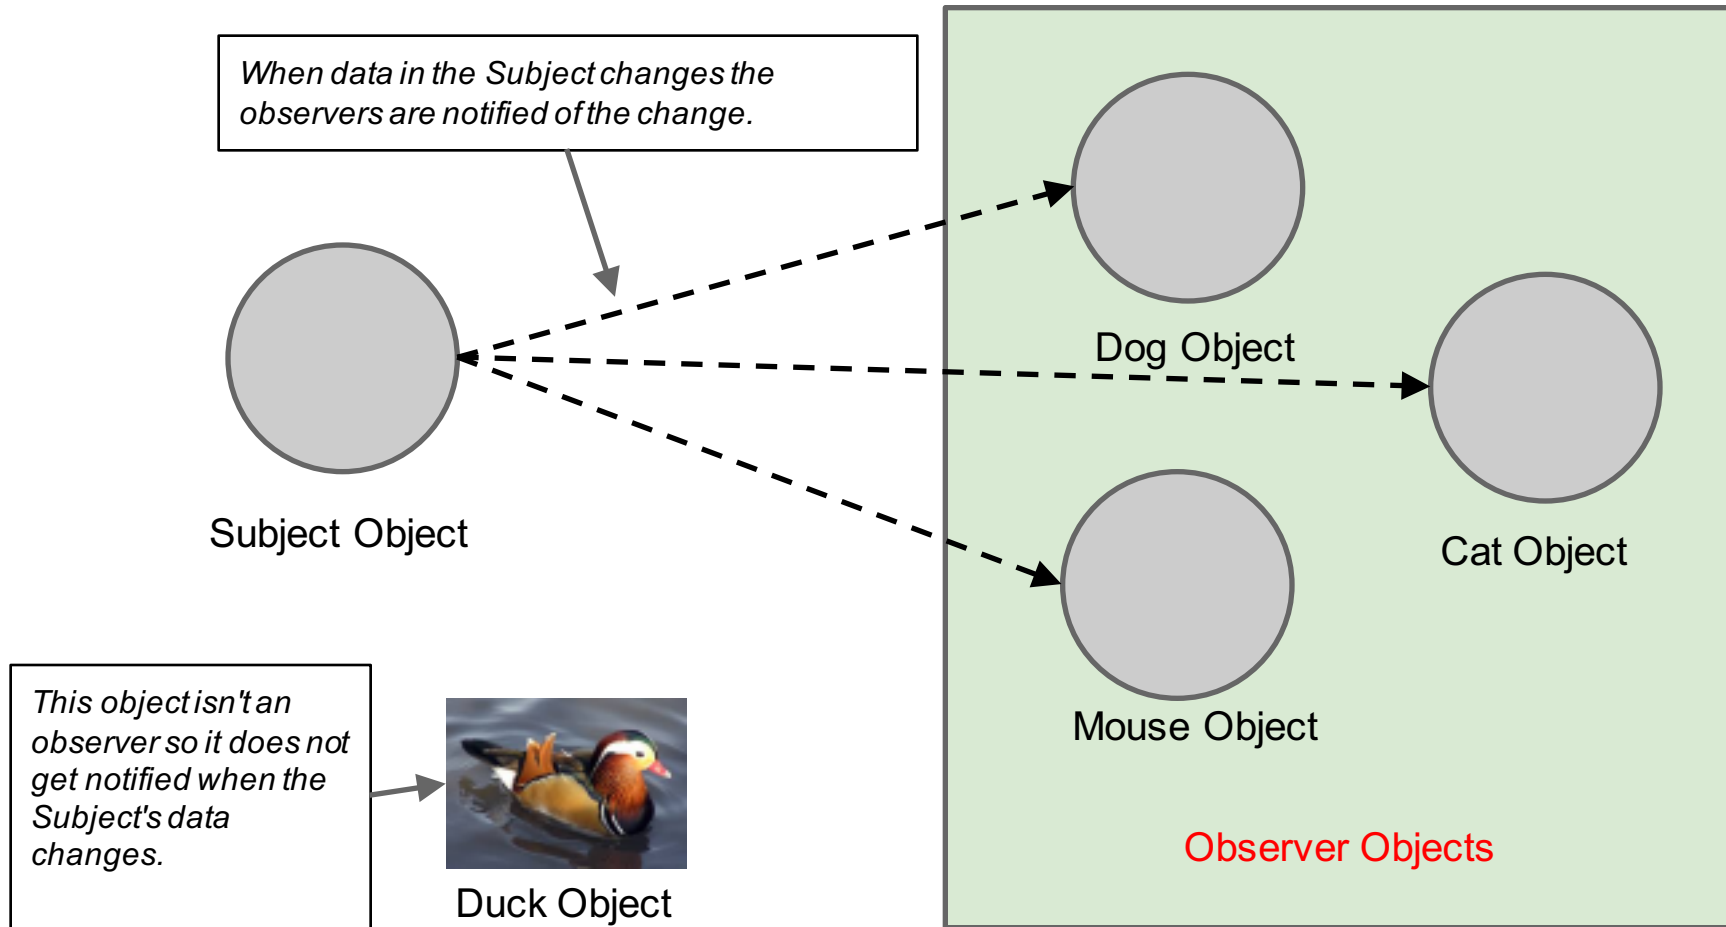 When data in the Subject changes the
observers are notified of the change.
Dog Object
Subject Object
Cat Object
Mouse Object
This object isn't an
observer so it does not
get notified when the
Subject's data
changes.
Observer Objects
Duck Object